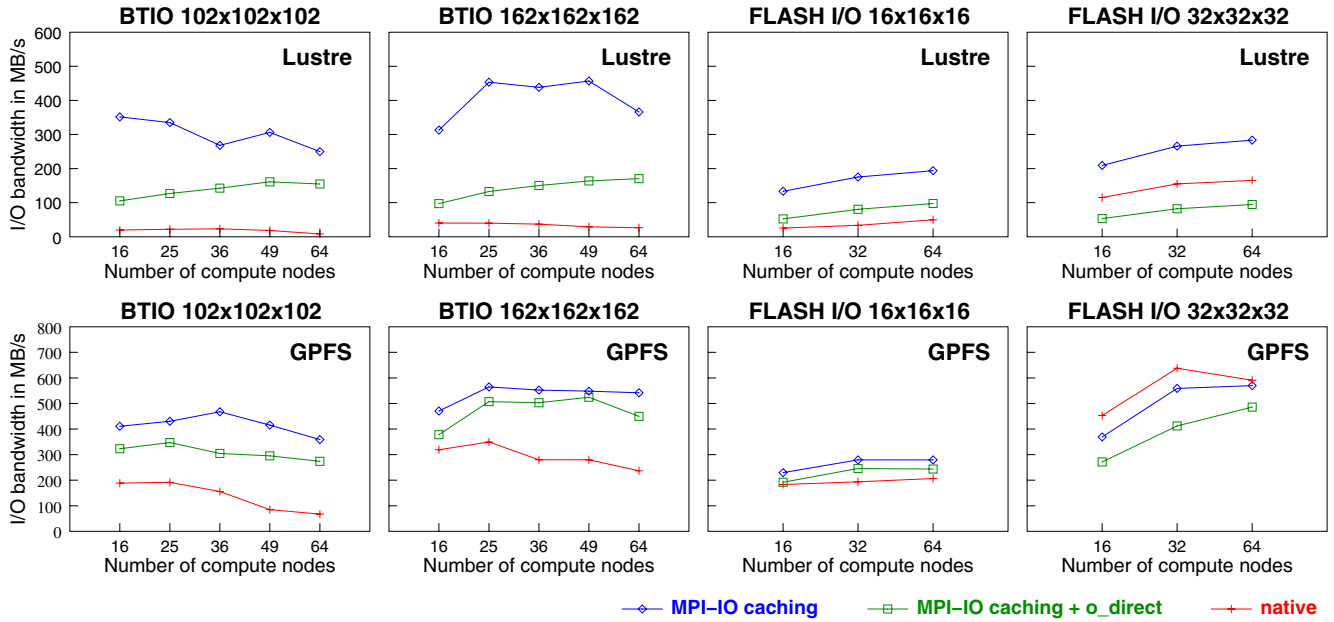 BTIO 102x102x102
BTIO 162x162x162
FLASH I/O 16x16x16
FLASH I/O 32x32x32
I/O bandwidth in MB/s
600
500
400
300
200
100
0
Lustre
Lustre
Lustre
Lustre
16 25 36 49 64
16 25 36 49 64
16 32 64
16 32 64
Number of compute nodes
Number of compute nodes
Number of compute nodes
Number of compute nodes
BTIO 102x102x102
BTIO 162x162x162
FLASH I/O 16x16x16
FLASH I/O 32x32x32
I/O bandwidth in MB/s
800
700
600
500
400
300
200
100
0
GPFS
GPFS
GPFS
GPFS
16 25 36 49 64
16 25 36 49 64
16 32 64
16 32 64
Number of compute nodes
Number of compute nodes
Number of compute nodes
Number of compute nodes
MPI−IO caching
MPI−IO caching + o_direct
native